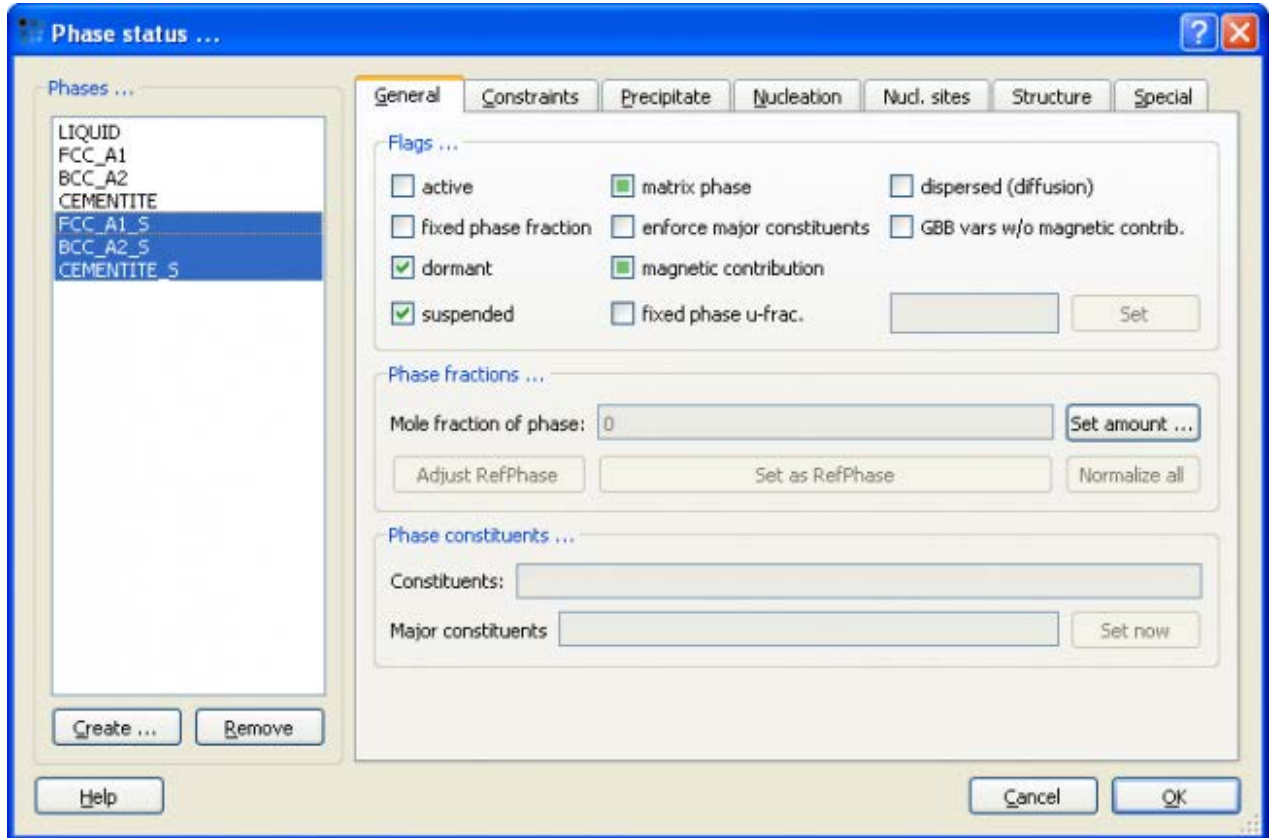 Phase status ...
Phases ...
LIQUID
FCC_A1
BCC_A2
CEMENTITE
FCC_A1_S
BCC_A2_S
CEMENTITE_S
Create ...
Remove
General
Constraints
Precipitate
Nucleation
Nucl. sites
Structure
Special
Flags ...
active
matrix phase
dispersed (diffusion)
fixed phase fraction
enforce major constituents
GBB vars w/o magnetic contrib.
dormant
magnetic contribution
suspended
fixed phase u-frac.
Set
Phase fractions ...
Mole fraction of phase:
0
Set amount ...
Adjust RefPhase
Set as RefPhase
Normalize all
Phase constituents ...
Constituents:
Major constituents
Set now
Help
Cancel
OK